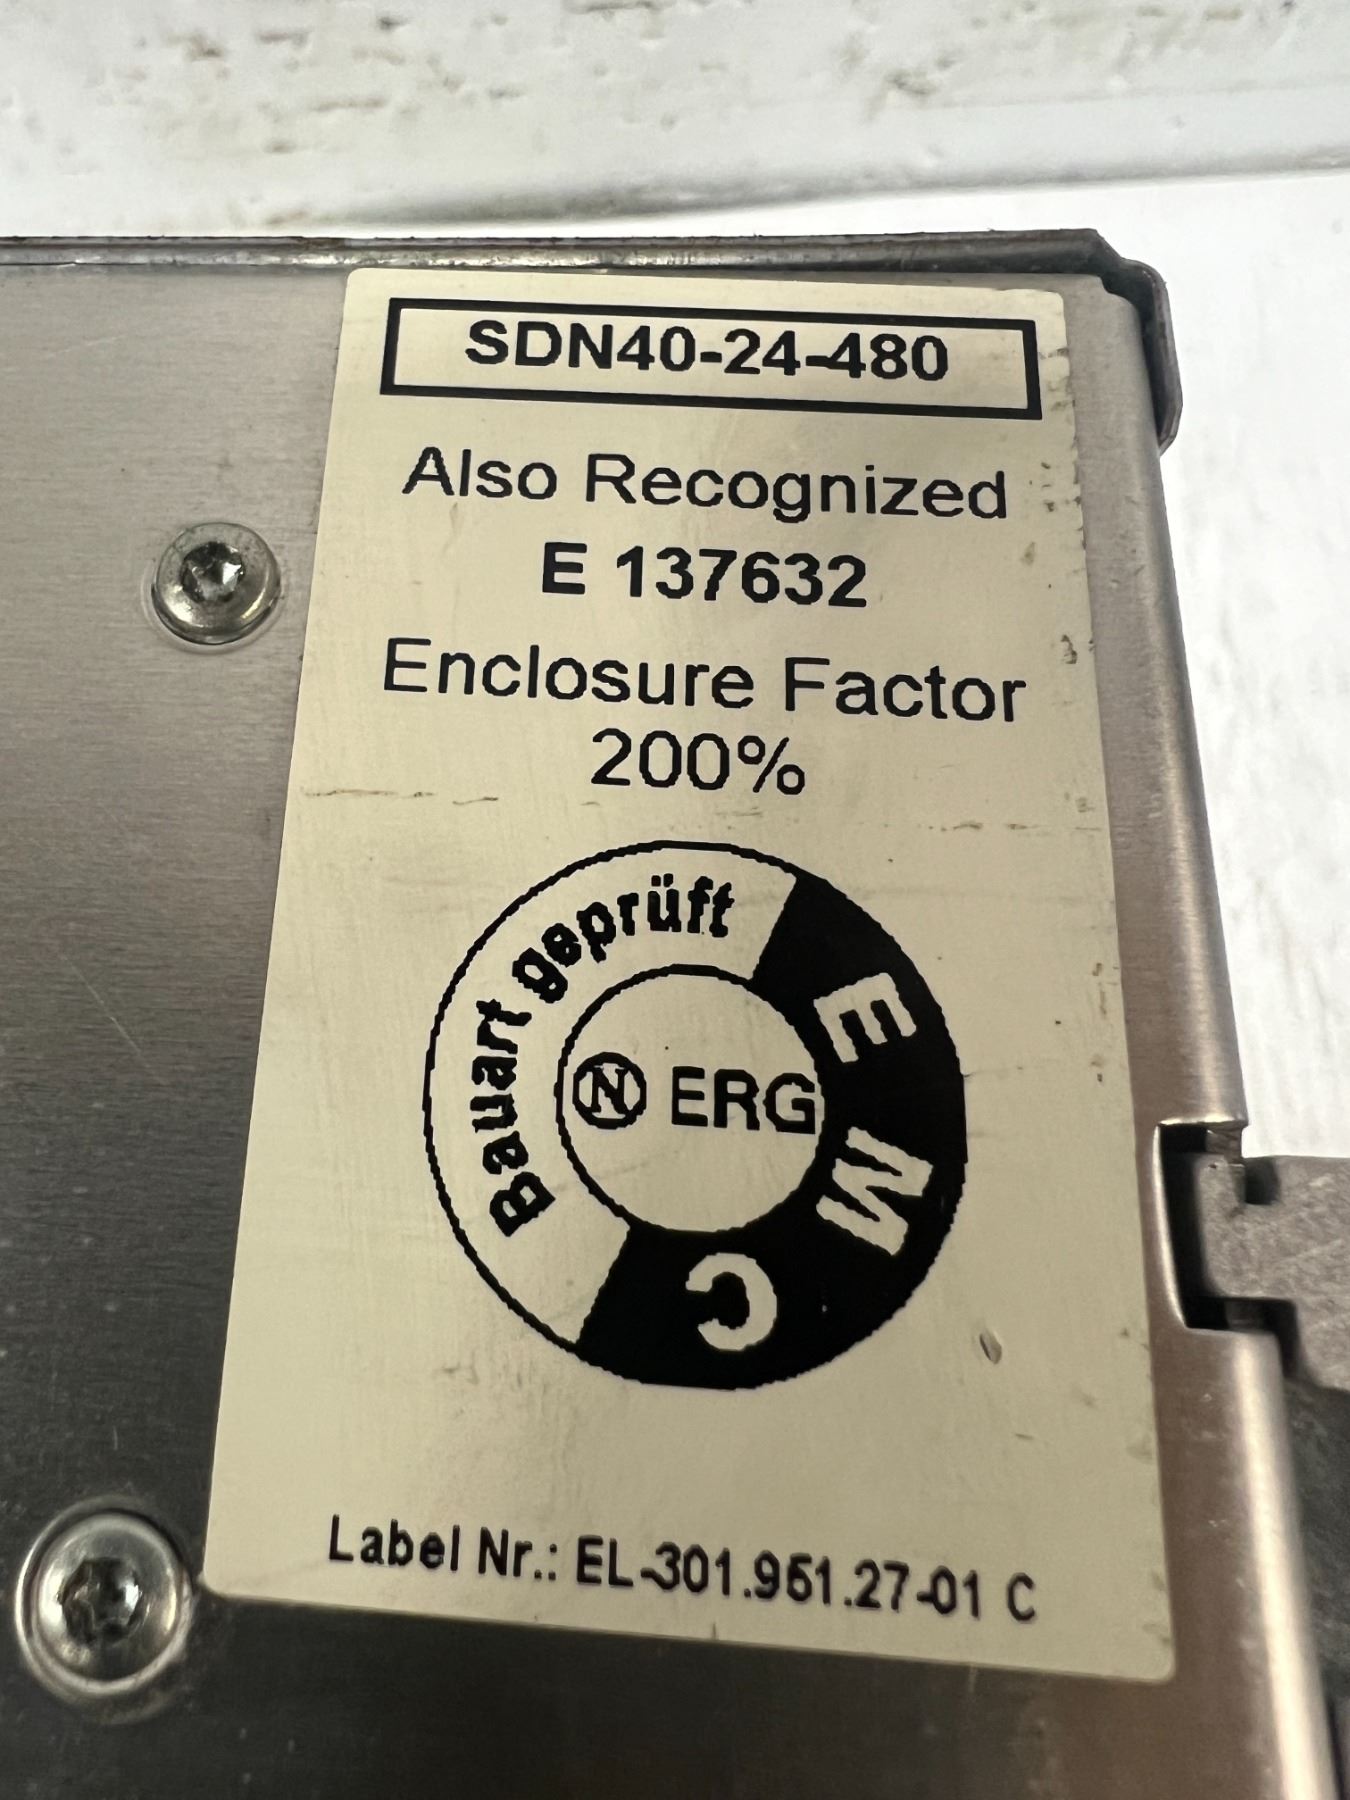 SDN40-24-480
Also Recognized
E 137632
Enclosure Factor
200%
Bauart geprüft
EMC
N ERG
Label Nr.: EL-301.951.27-01 C